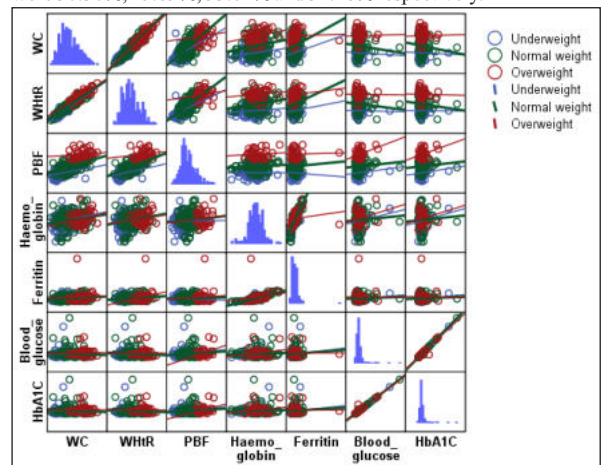 WC
WHtR
PBF
Haemo_
globin
Ferritin
Blood_
glucose
HbA1C
Underweight
Normal weight
Overweight
Underweight
Normal weight
Overweight
WC
WHtR
PBF
Haemo_
globin
Ferritin
Blood_
glucose
HbA1C